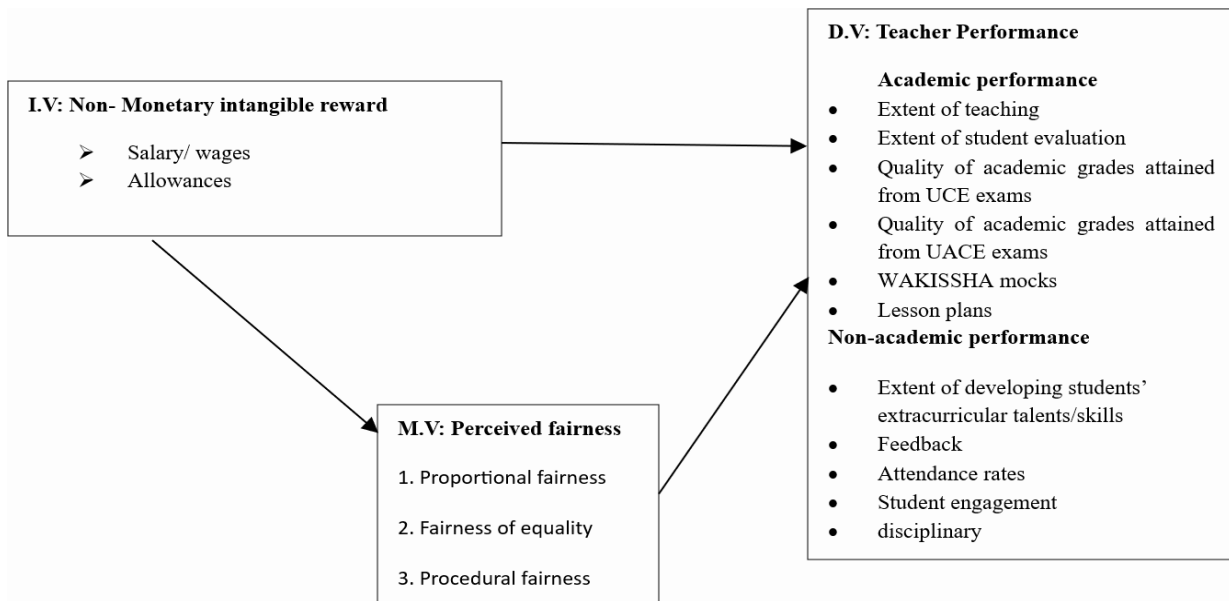 I.V: Non- Monetary intangible reward
➢ Salary/ wages
➢ Allowances
M.V: Perceived fairness
1. Proportional fairness
2. Fairness of equality
3. Procedural fairness
D.V: Teacher Performance
Academic performance
• Extent of teaching
• Extent of student evaluation
• Quality of academic grades attained
from UCE exams
• Quality of academic grades attained
from UACE exams
• WAKISSHA mocks
• Lesson plans
Non-academic performance
• Extent of developing students’
extracurricular talents/skills
• Feedback
• Attendance rates
• Student engagement
• disciplinary